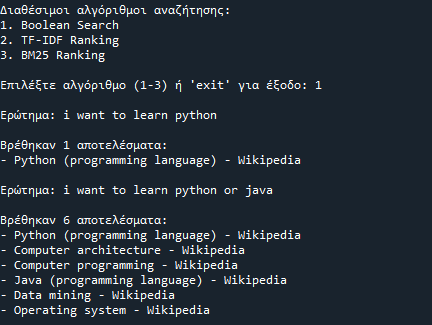 Διαθέσιμοι αλγόριθμοι αναζήτησης:
1. Boolean Search
2. TF-IDF Ranking
3. BM25 Ranking
Επιλέξτε αλγόριθμο (1-3) ή 'exit' για έξοδο: 1
Ερώτημα: i want to learn python
Βρέθηκαν 1 αποτελέσματα:
- Python (programming language) - Wikipedia
Ερώτημα: i want to learn python or java
Βρέθηκαν 6 αποτελέσματα:
- Python (programming language) - Wikipedia
- Computer architecture - Wikipedia
- Computer programming - Wikipedia
- Java (programming language) - Wikipedia
- Data mining - Wikipedia
- Operating system - Wikipedia